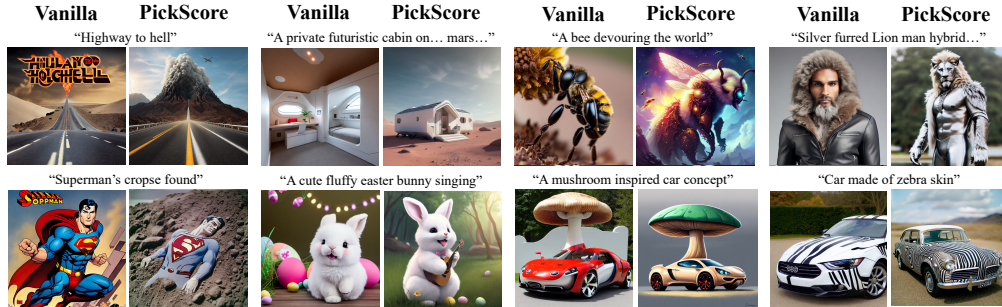 Vanilla PickScore Vanilla PickScore Vanilla PickScore Vanilla PickScore
“Highway to hell” “A private futuristic cabin on… mars…” “A bee devouring the world” “Silver furred Lion man hybrid…”
“Superman’s cropse found” “A cute fluffy easter bunny singing” “A mushroom inspired car concept” “Car made of zebra skin”